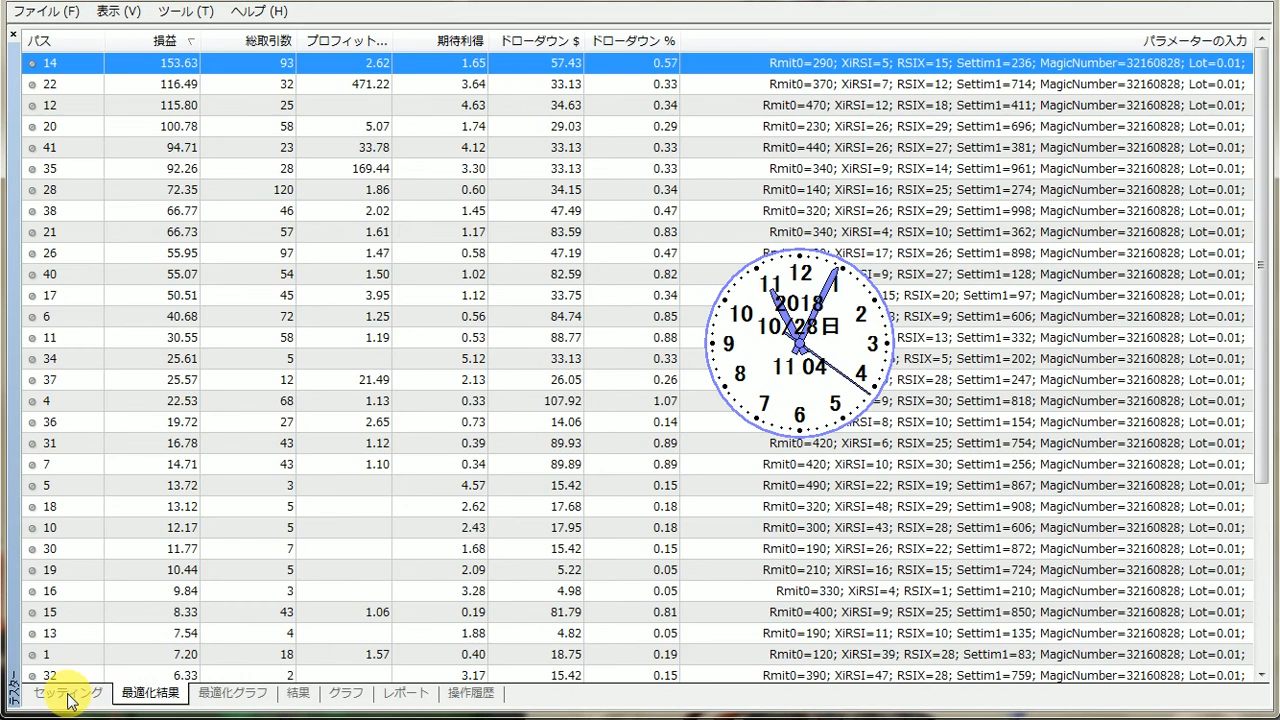 ファイル (F) 表示 (V) ツール (T) ヘルプ (H)
パス 損益 総取引数 プロフィット... 期待利得 ドローダウン $ ドローダウン % パラメーターの入力
14 153.63 93 2.62 1.65 57.43 0.57 Rmit0=290; XiRSI=5; RSIX=15; Settim1=236; MagicNumber=32160828; Lot=0.01;
22 116.49 32 471.22 3.64 33.13 0.33 Rmit0=370; XiRSI=7; RSIX=12; Settim1=714; MagicNumber=32160828; Lot=0.01;
12 115.80 25 4.63 34.63 0.34 Rmit0=470; XiRSI=12; RSIX=18; Settim1=411; MagicNumber=32160828; Lot=0.01;
20 100.78 58 5.07 1.74 29.03 0.29 Rmit0=230; XiRSI=26; RSIX=29; Settim1=696; MagicNumber=32160828; Lot=0.01;
41 94.71 23 33.78 4.12 33.13 0.33 Rmit0=440; XiRSI=26; RSIX=27; Settim1=381; MagicNumber=32160828; Lot=0.01;
35 92.26 28 169.44 3.30 33.13 0.33 Rmit0=340; XiRSI=9; RSIX=14; Settim1=961; MagicNumber=32160828; Lot=0.01;
28 72.35 120 1.86 0.60 34.15 0.34 Rmit0=140; XiRSI=16; RSIX=25; Settim1=274; MagicNumber=32160828; Lot=0.01;
38 66.77 46 2.02 1.45 47.49 0.47 Rmit0=320; XiRSI=26; RSIX=29; Settim1=998; MagicNumber=32160828; Lot=0.01;
21 66.73 57 1.61 1.17 83.59 0.83 Rmit0=340; XiRSI=4; RSIX=10; Settim1=362; MagicNumber=32160828; Lot=0.01;
26 55.95 97 1.47 0.58 47.19 0.47 XiRSI=17; RSIX=26; Settim1=898; MagicNumber=32160828; Lot=0.01;
40 55.07 54 1.50 1.02 82.59 0.82 RSIX=27; Settim1=128; MagicNumber=32160828; Lot=0.01;
17 50.51 45 3.95 1.12 33.75 0.34 15; RSIX=20; Settim1=97; MagicNumber=32160828; Lot=0.01;
6 40.68 72 1.25 0.56 84.74 0.85 RSIX=9; Settim1=606; MagicNumber=32160828; Lot=0.01;
11 30.55 58 1.19 0.53 88.77 0.88 RSIX=13; Settim1=332; MagicNumber=32160828; Lot=0.01;
34 25.61 5 5.12 33.13 0.33 RSIX=5; Settim1=202; MagicNumber=32160828; Lot=0.01;
37 25.57 12 21.49 2.13 26.05 0.26 RSIX=28; Settim1=247; MagicNumber=32160828; Lot=0.01;
4 22.53 68 1.13 0.33 107.92 1.07 =9; RSIX=30; Settim1=818; MagicNumber=32160828; Lot=0.01;
36 19.72 27 2.65 0.73 14.06 0.14 RSI=8; RSIX=10; Settim1=154; MagicNumber=32160828; Lot=0.01;
31 16.78 43 1.12 0.39 89.93 0.89 Rmit0=420; XiRSI=6; RSIX=25; Settim1=754; MagicNumber=32160828; Lot=0.01;
7 14.71 43 1.10 0.34 89.89 0.89 Rmit0=420; XiRSI=10; RSIX=30; Settim1=256; MagicNumber=32160828; Lot=0.01;
5 13.72 3 4.57 15.42 0.15 Rmit0=490; XiRSI=22; RSIX=19; Settim1=867; MagicNumber=32160828; Lot=0.01;
18 13.12 5 2.62 17.68 0.18 Rmit0=320; XiRSI=48; RSIX=29; Settim1=908; MagicNumber=32160828; Lot=0.01;
10 12.17 5 2.43 17.95 0.18 Rmit0=300; XiRSI=43; RSIX=28; Settim1=606; MagicNumber=32160828; Lot=0.01;
30 11.77 7 1.68 15.42 0.15 Rmit0=190; XiRSI=26; RSIX=22; Settim1=872; MagicNumber=32160828; Lot=0.01;
19 10.44 5 2.09 5.22 0.05 Rmit0=210; XiRSI=16; RSIX=15; Settim1=724; MagicNumber=32160828; Lot=0.01;
16 9.84 3 3.28 4.98 0.05 Rmit0=330; XiRSI=4; RSIX=1; Settim1=210; MagicNumber=32160828; Lot=0.01;
15 8.33 43 1.06 0.19 81.79 0.81 Rmit0=400; XiRSI=9; RSIX=25; Settim1=850; MagicNumber=32160828; Lot=0.01;
13 7.54 4 1.88 4.82 0.05 Rmit0=190; XiRSI=11; RSIX=10; Settim1=135; MagicNumber=32160828; Lot=0.01;
1 7.20 18 1.57 0.40 18.75 0.19 Rmit0=120; XiRSI=39; RSIX=28; Settim1=83; MagicNumber=32160828; Lot=0.01;
32 6.33 2 3.17 15.42 0.15 Rmit0=390; XiRSI=47; RSIX=28; Settim1=759; MagicNumber=32160828; Lot=0.01;
12 1 2 3 4 5 6 7 8 9 10 11
2018
10/28日
11 04
テスター
セッティング 最適化結果 最適化グラフ 結果 グラフ レポート 操作履歴